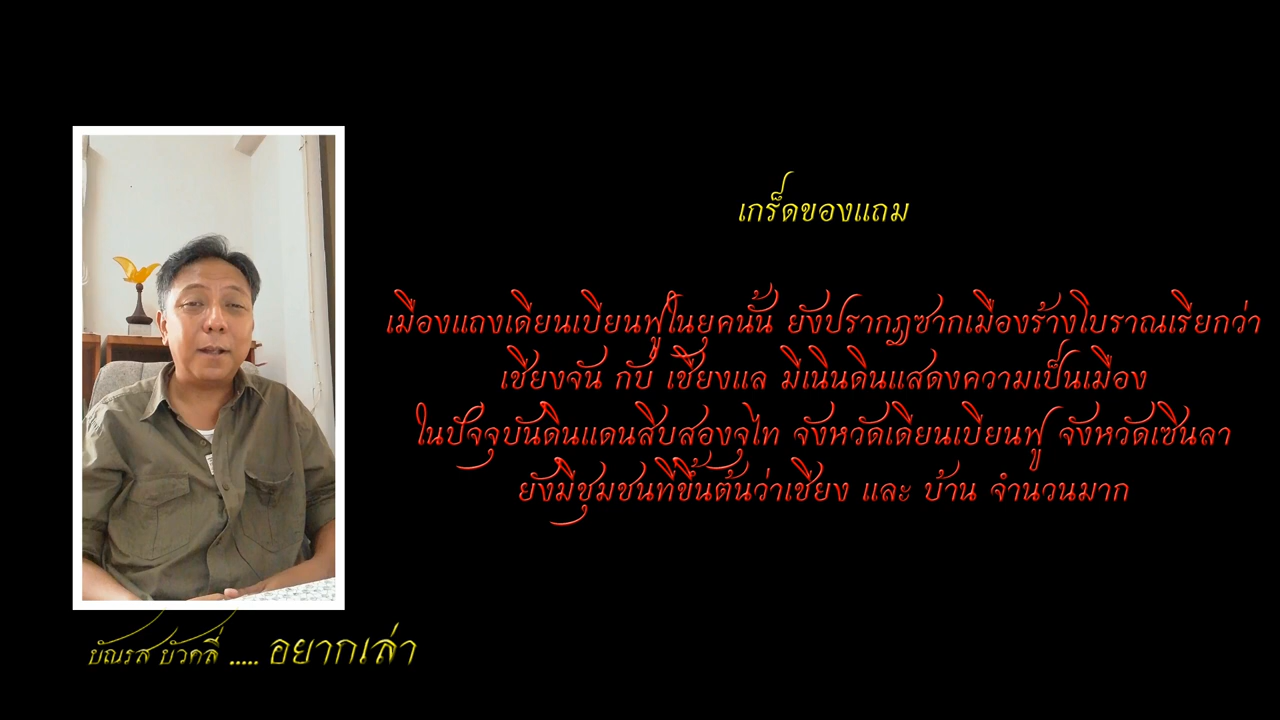 เกร็ดของแถม
เมืองแถงเดียนเบียนฟูในยุคนั้น ยังปรากฏซากเมืองร้างโบราณเรียกว่า
เชียงจัน กับ เชียงแล มีเนินดินแสดงความเป็นเมือง
ในปัจจุบันดินแดนสิบสองจุไท จังหวัดเดียนเบียนฟู จังหวัดเซินลา
ยังมีชุมชนที่ขึ้นต้นว่าเชียง และ บ้าน จำนวนมาก
บัณรส บัวคลี่ ..... อยากเล่า